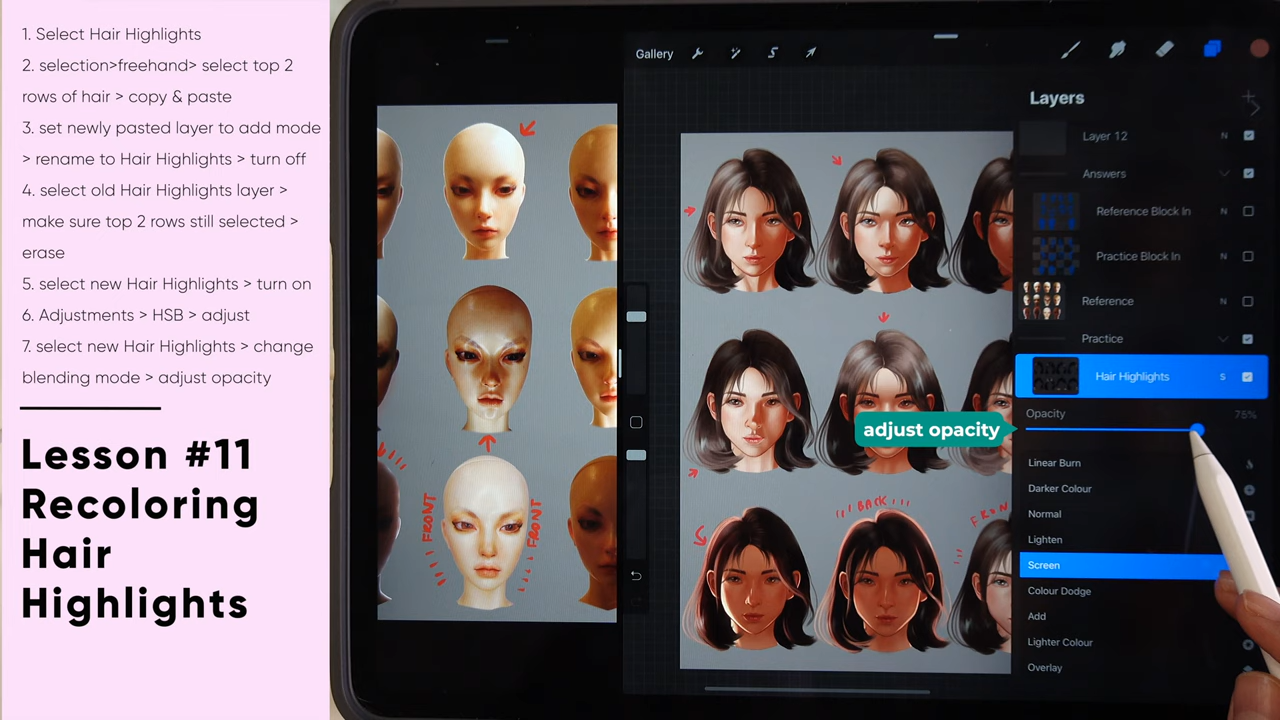 1. Select Hair Highlights
2. selection>freehand> select top 2
rows of hair > copy & paste
3. set newly pasted layer to add mode
> rename to Hair Highlights > turn off
4. select old Hair Highlights layer >
make sure top 2 rows still selected >
erase
5. select new Hair Highlights > turn on
6. Adjustments > HSB > adjust
7. select new Hair Highlights > change
blending mode > adjust opacity
Lesson #11
Recoloring
Hair
Highlights
FRONT
FRONT
Gallery
BACK
FRON
adjust opacity
Layers
Layer 12 N
Answers
Reference Block In N
Practice Block In N
Reference N
Practice
Hair Highlights S
Opacity 75%
Linear Burn
Darker Colour
Normal
Lighten
Screen
Colour Dodge
Add
Lighter Colour
Overlay